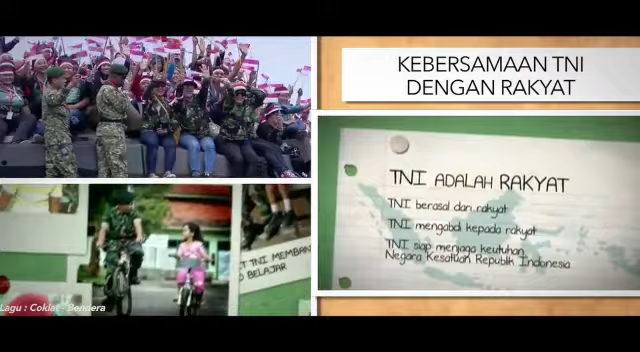 KEBERSAMAAN TNI
DENGAN RAKYAT
TNI ADALAH RAKYAT
TNI berasal dari rakyat
TNI mengabdi kepada rakyat
TNI siap menjaga keutuhan
Negara Kesatuan Republik Indonesia
T TNI MEMBAN
BELAJAR
Lagu : Coklat - Bendera